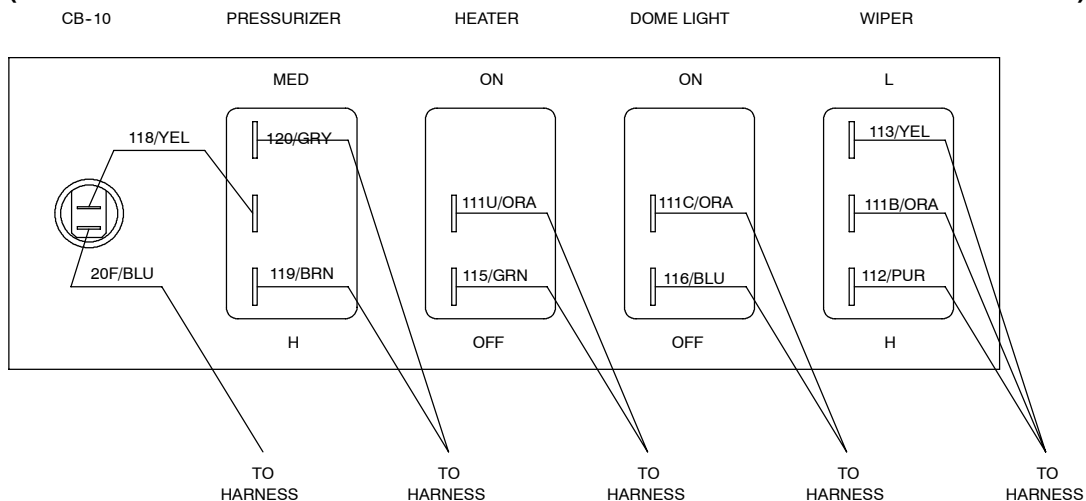 CB-10 PRESSURIZER HEATER DOME LIGHT WIPER
MED ON ON L
118/YEL 120/GRY 113/YEL
111U/ORA 111C/ORA 111B/ORA
20F/BLU 119/BRN 115/GRN 116/BLU 112/PUR
H OFF OFF H
TO TO TO TO TO
HARNESS HARNESS HARNESS HARNESS HARNESS